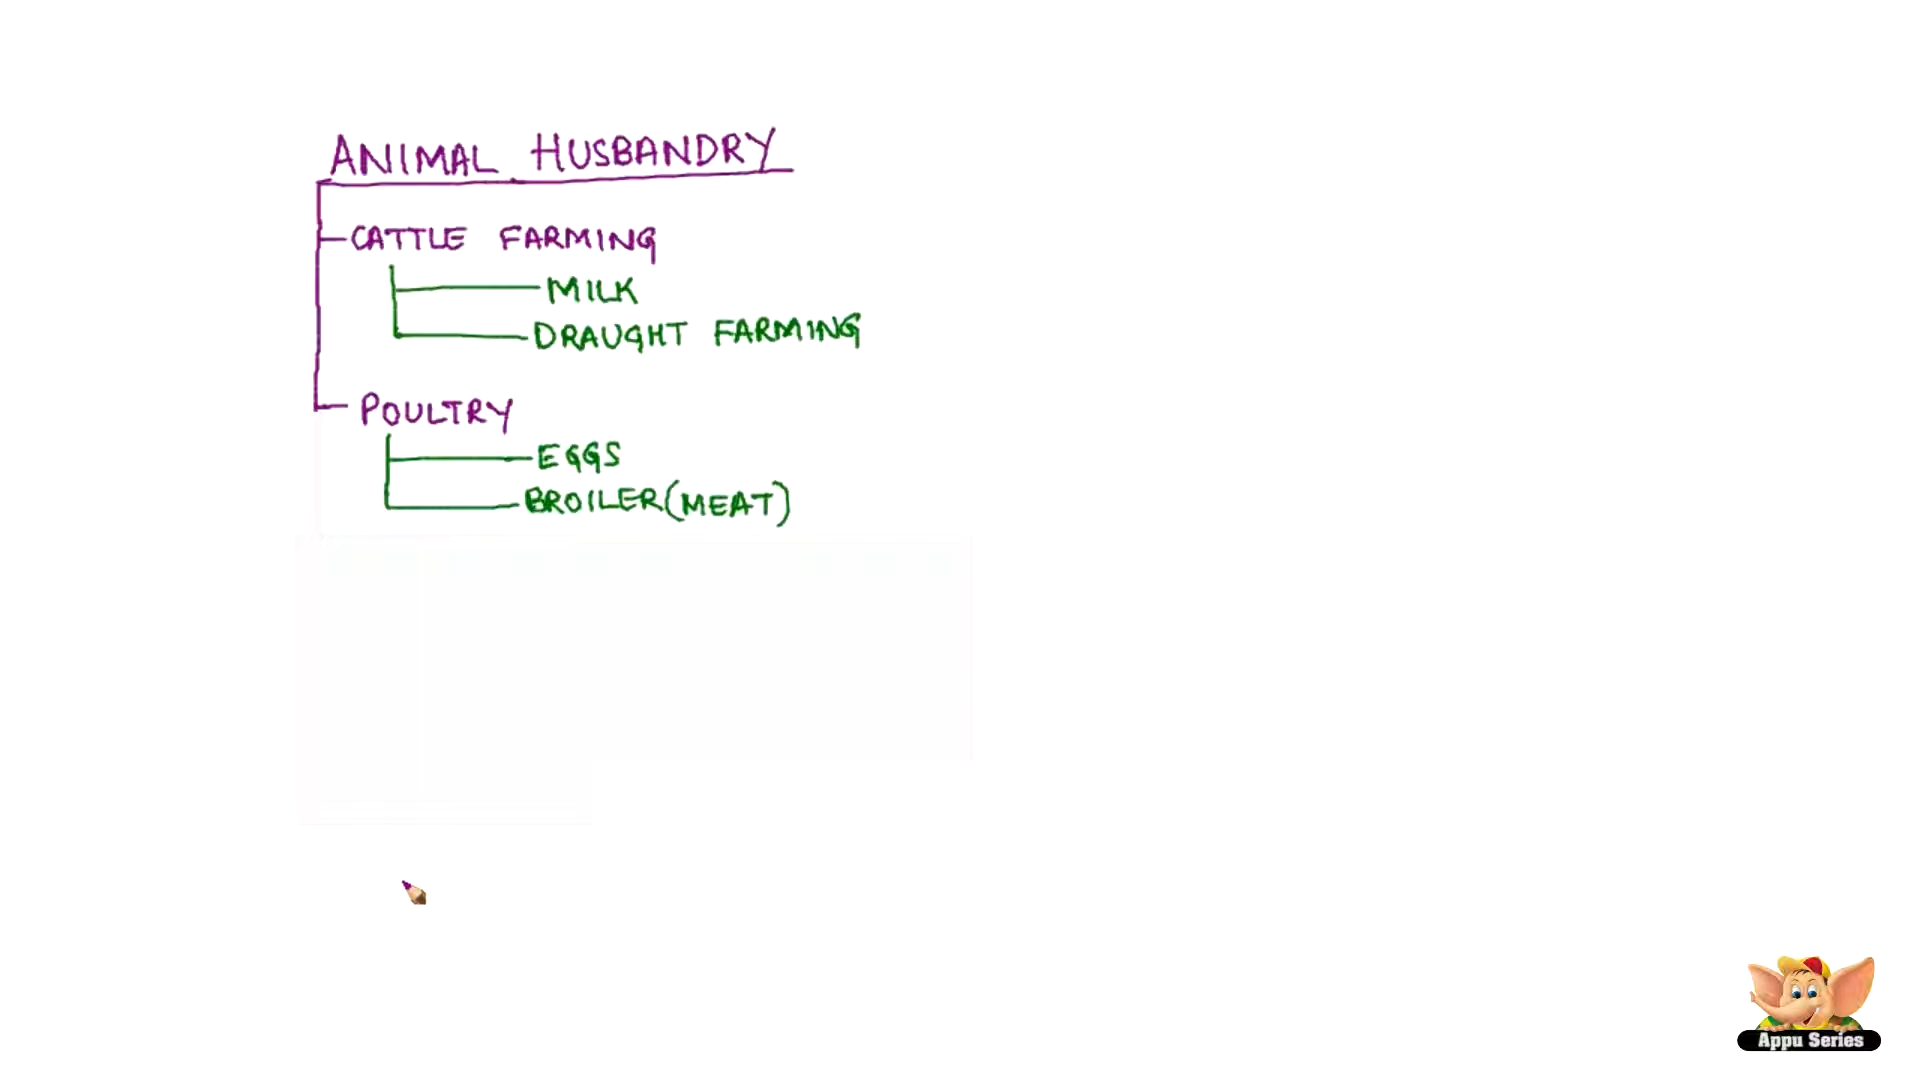 ANIMAL HUSBANDRY
CATTLE FARMING
MILK
DRAUGHT FARMING
POULTRY
EGGS
BROILER(MEAT)
Appu Series